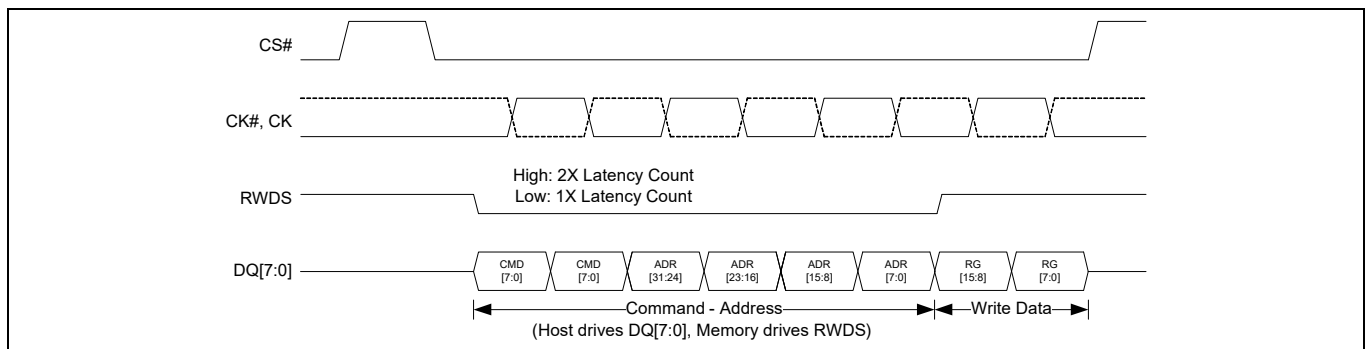 CS#
CK#, CK
High: 2X Latency Count
Low: 1X Latency Count
RWDS
DQ[7:0]
CMD
[7:0]
CMD
[7:0]
ADR
[31:24]
ADR
[23:16]
ADR
[15:8]
ADR
[7:0]
RG
[15:8]
RG
[7:0]
Command - Address
Write Data
(Host drives DQ[7:0], Memory drives RWDS)